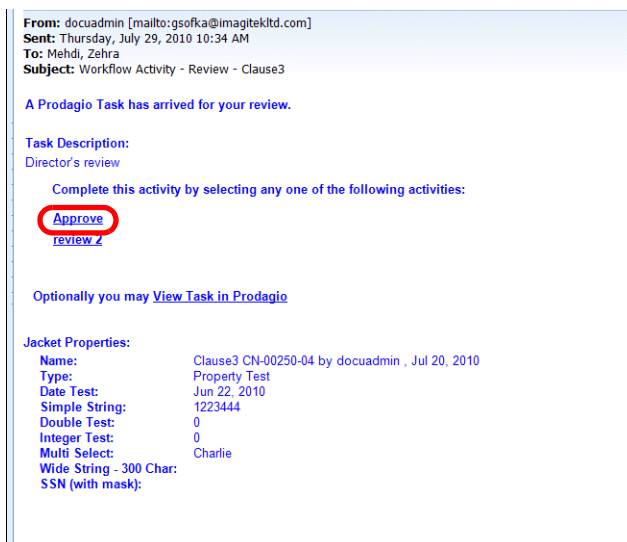 From: docuadmin [mailto:gsofka@imagitekltd.com]
Sent: Thursday, July 29, 2010 10:34 AM
To: Mehdi, Zehra
Subject: Workflow Activity - Review - Clause3
A Prodagio Task has arrived for your review.
Task Description:
Director's review
Complete this activity by selecting any one of the following activities:
Approve
review 2
Optionally you may View Task in Prodagio
Jacket Properties:
Name: Clause3 CN-00250-04 by docuadmin , Jul 20, 2010
Type: Property Test
Date Test: Jun 22, 2010
Simple String: 1223444
Double Test: 0
Integer Test: 0
Multi Select: Charlie
Wide String - 300 Char:
SSN (with mask):